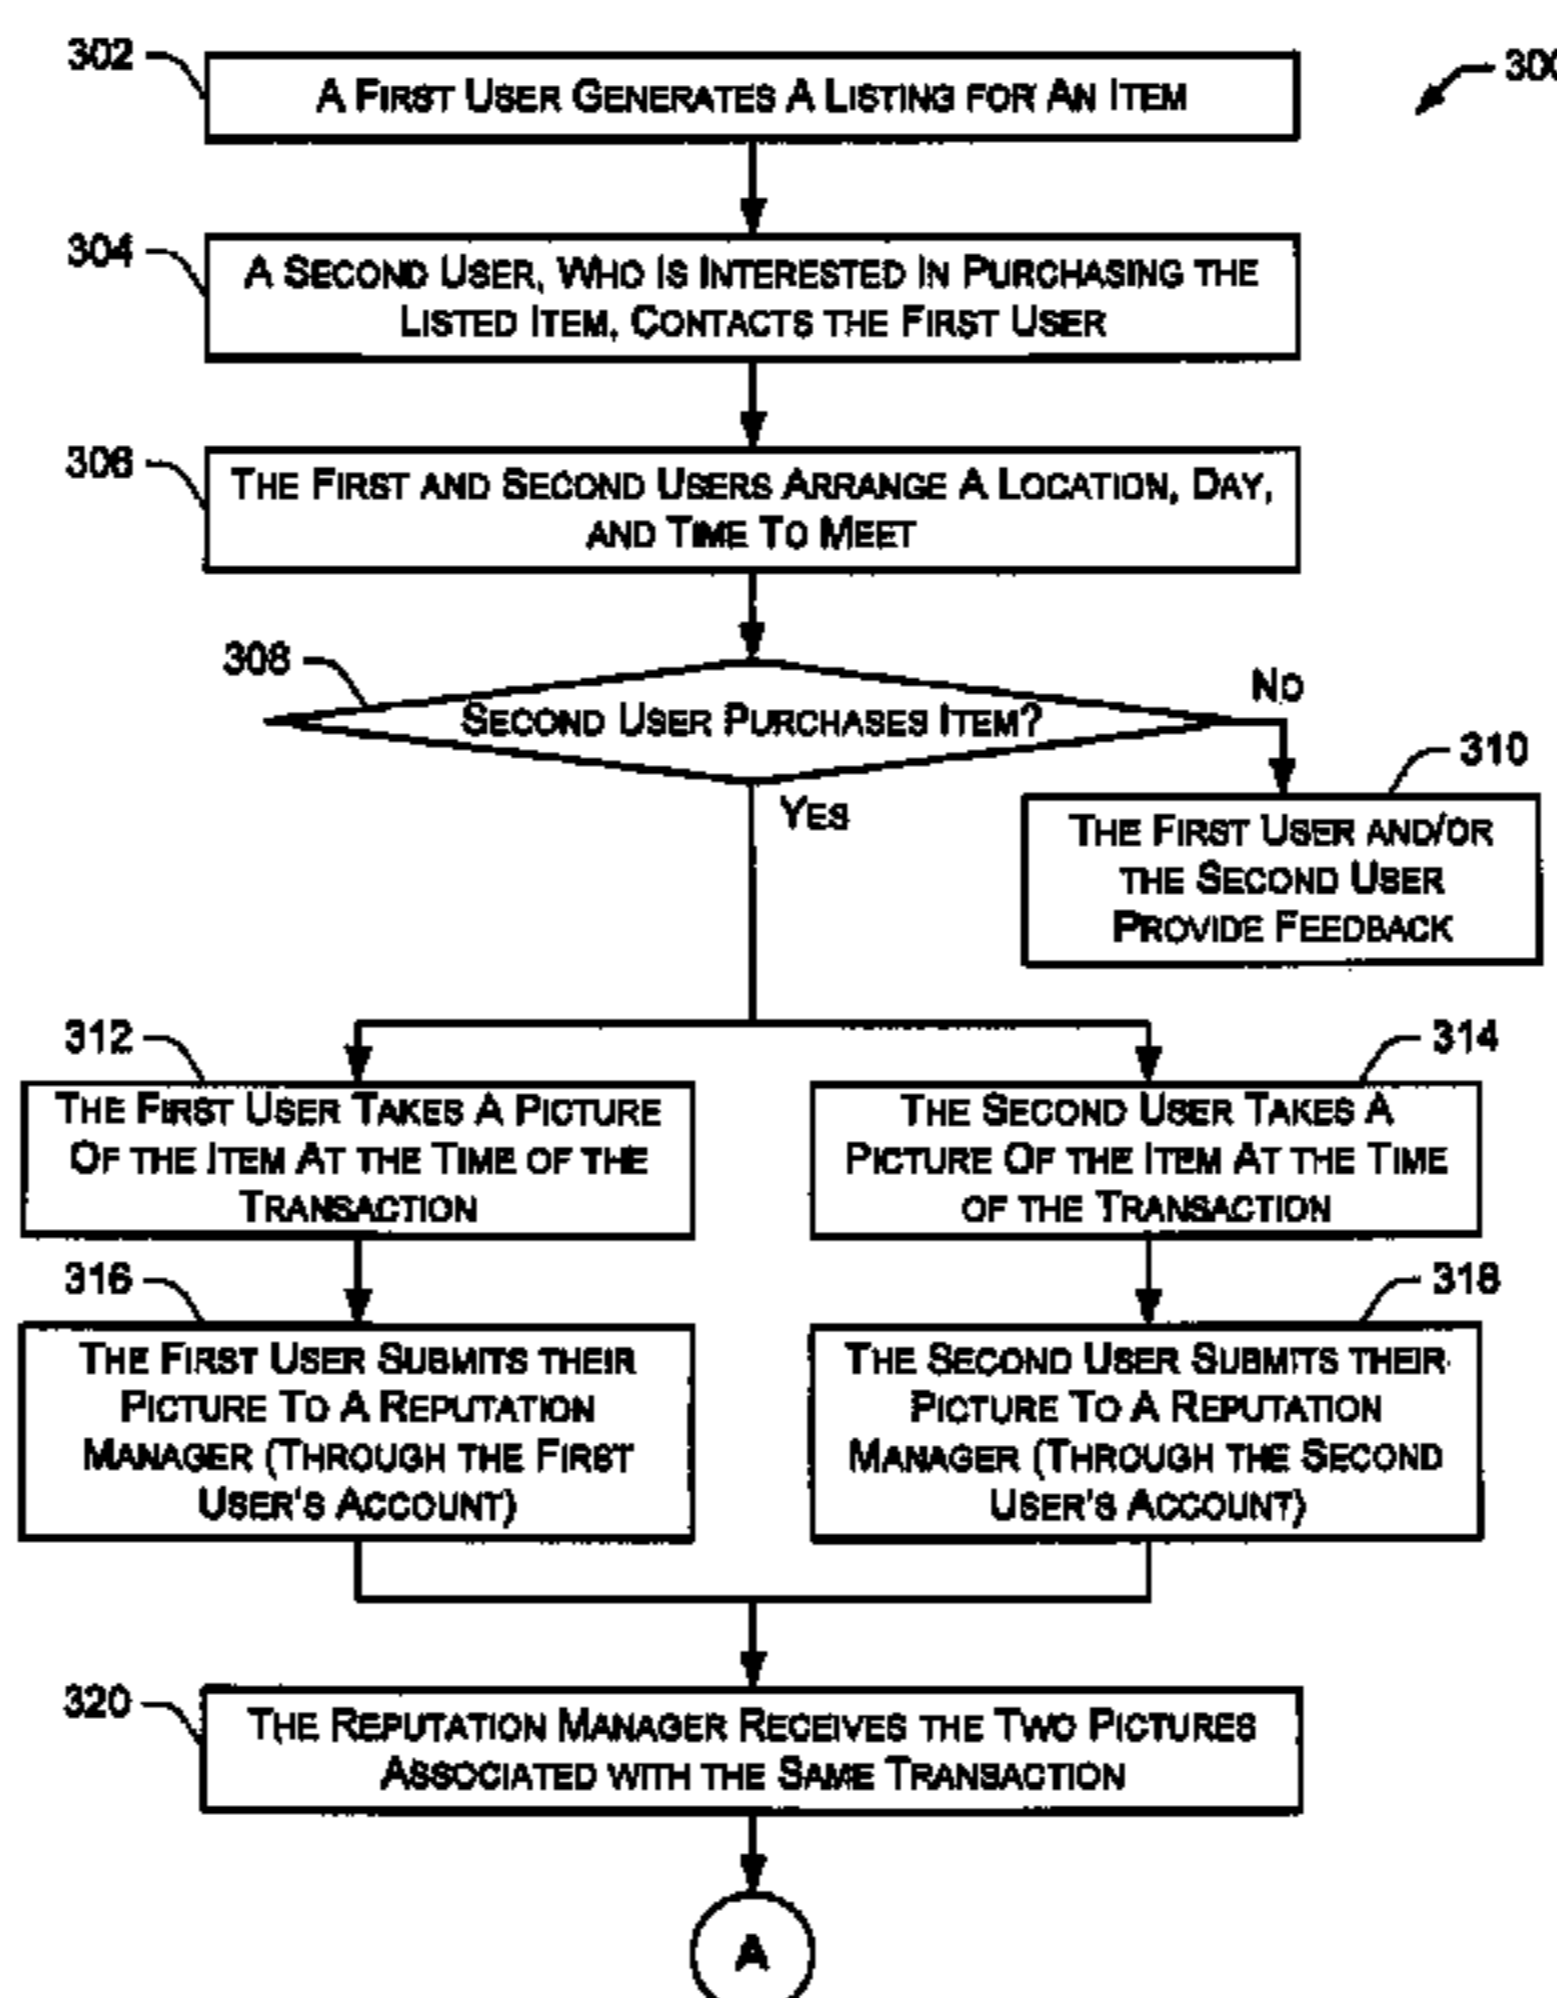 302
A FIRST USER GENERATES A LISTING FOR AN ITEM
300
304
A SECOND USER, WHO IS INTERESTED IN PURCHASING THE
LISTED ITEM, CONTACTS THE FIRST USER
306
THE FIRST AND SECOND USERS ARRANGE A LOCATION, DAY,
AND TIME TO MEET
308
SECOND USER PURCHASES ITEM?
NO
YES
310
THE FIRST USER AND/OR
THE SECOND USER
PROVIDE FEEDBACK
312
THE FIRST USER TAKES A PICTURE
OF THE ITEM AT THE TIME OF THE
TRANSACTION
314
THE SECOND USER TAKES A
PICTURE OF THE ITEM AT THE TIME
OF THE TRANSACTION
316
THE FIRST USER SUBMITS THEIR
PICTURE TO A REPUTATION
MANAGER (THROUGH THE FIRST
USER'S ACCOUNT)
318
THE SECOND USER SUBMITS THEIR
PICTURE TO A REPUTATION
MANAGER (THROUGH THE SECOND
USER'S ACCOUNT)
320
THE REPUTATION MANAGER RECEIVES THE TWO PICTURES
ASSOCIATED WITH THE SAME TRANSACTION
A